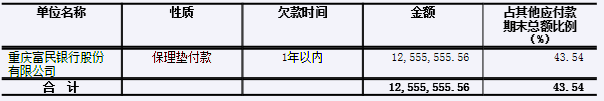 单位名称 性质 欠款时间 金额 占其他应付款
期末总额比例
（%）
重庆富民银行股份 保理垫付款 1年以内 12,555,555.56 43.54
有限公司
合 计 12,555,555.56 43.54